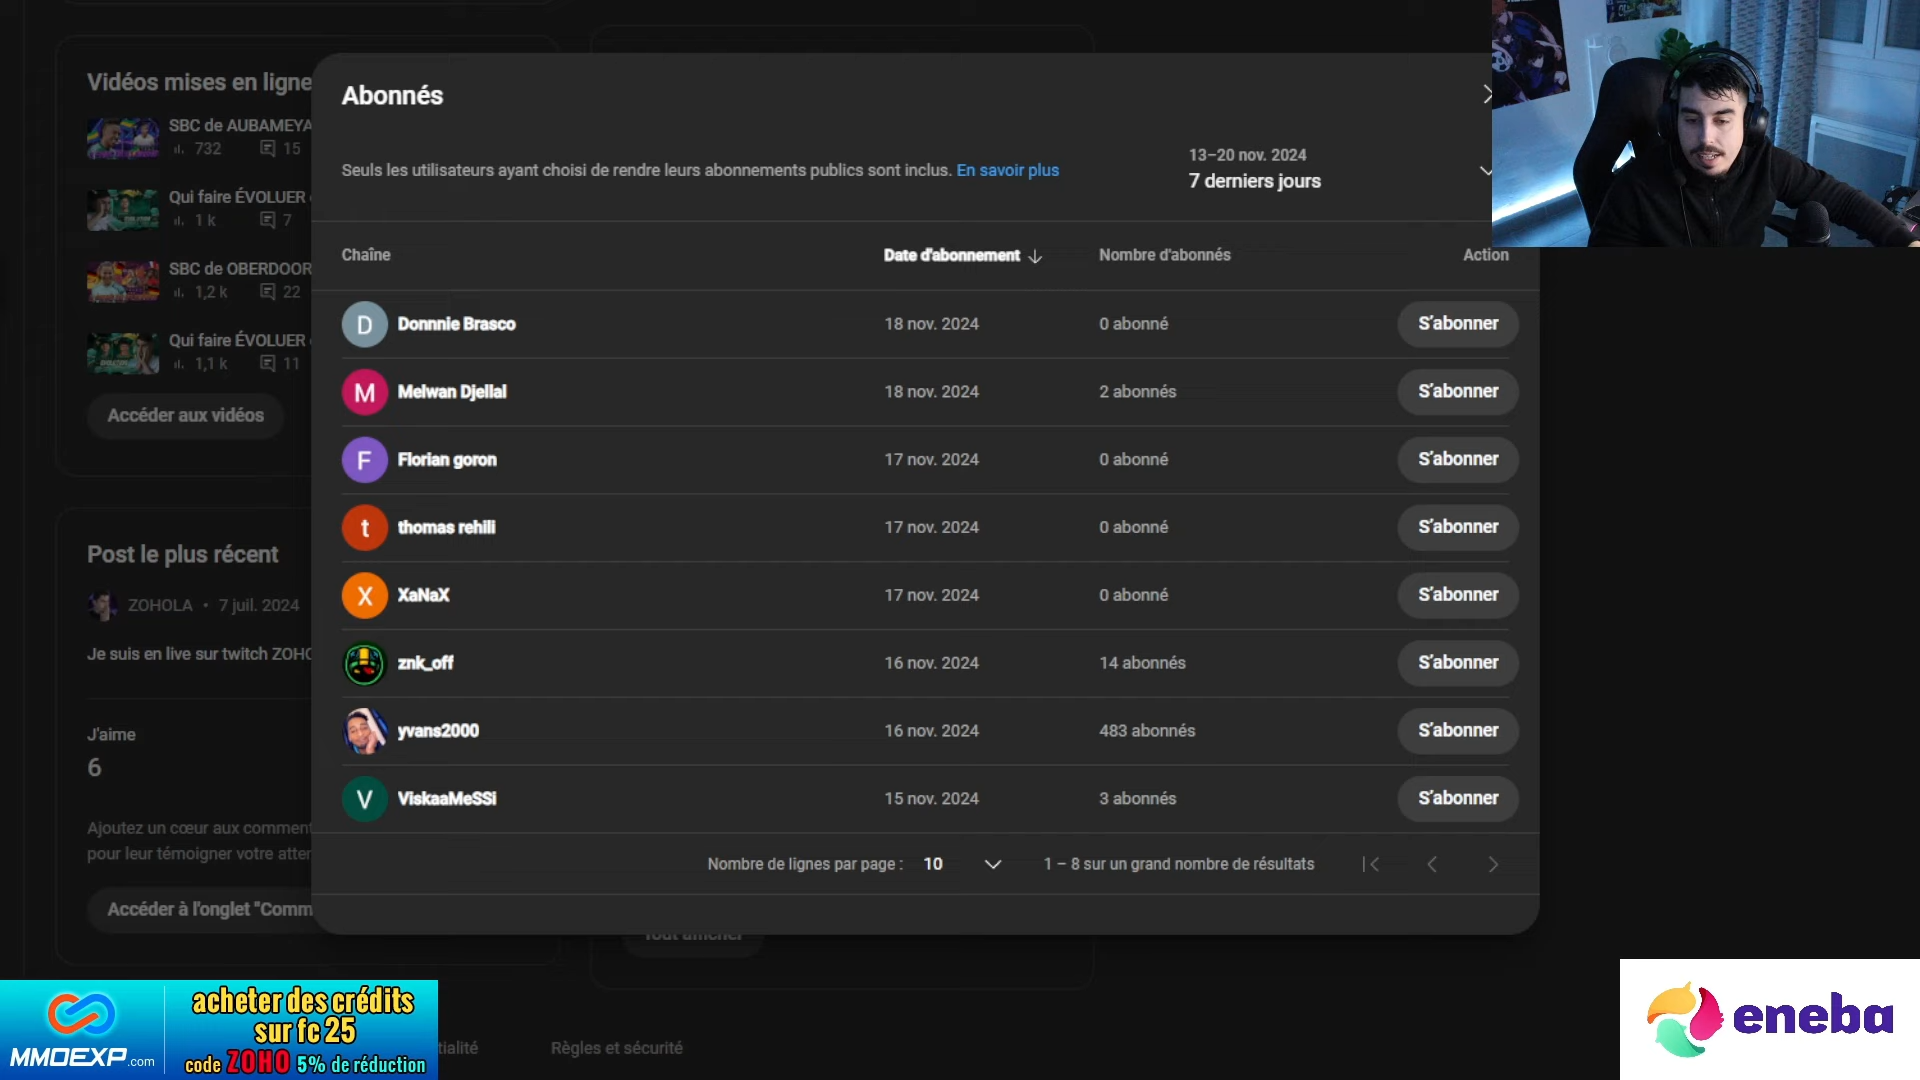 Vidéos mises en ligne
SBC de AUBAMEYA
732 15
Qui faire ÉVOLUER
1 k 7
SBC de OBERDOOR
1,2 k 22
Qui faire ÉVOLUER
1,1 k 11
Accéder aux vidéos
Post le plus récent
ZOHOLA • 7 juil. 2024
Je suis en live sur twitch ZOHO
J'aime
6
Ajoutez un cœur aux comment
pour leur témoigner votre atten
Accéder à l'onglet "Comm
Abonnés
Seuls les utilisateurs ayant choisi de rendre leurs abonnements publics sont inclus. En savoir plus
13–20 nov. 2024
7 derniers jours
Chaîne Date d'abonnement Nombre d'abonnés Action
D Donnnie Brasco 18 nov. 2024 0 abonné S'abonner
M Melwan Djellal 18 nov. 2024 2 abonnés S'abonner
F Florian goron 17 nov. 2024 0 abonné S'abonner
t thomas rehili 17 nov. 2024 0 abonné S'abonner
X XaNaX 17 nov. 2024 0 abonné S'abonner
znk_off 16 nov. 2024 14 abonnés S'abonner
yvans2000 16 nov. 2024 483 abonnés S'abonner
V ViskaaMeSSi 15 nov. 2024 3 abonnés S'abonner
Nombre de lignes par page : 10 1 – 8 sur un grand nombre de résultats
Tout afficher
tialité Règles et sécurité
MMOEXP.com
acheter des crédits
sur fc 25
code ZOHO 5% de réduction
eneba